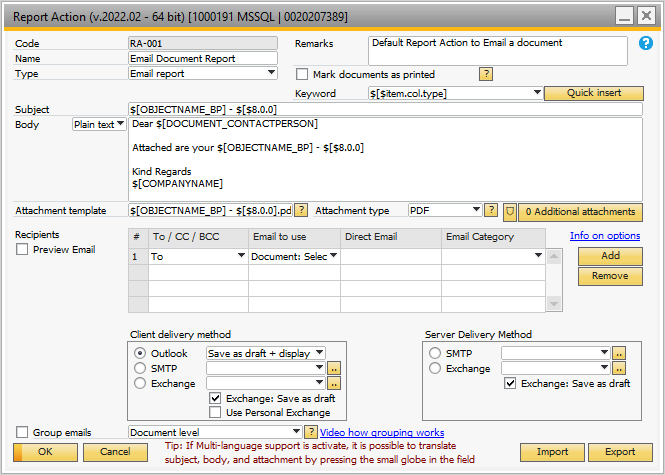 Report Action (v.2022.02 - 64 bit) [1000191 MSSQL | 0020207389]
Code RA-001 Remarks Default Report Action to Email a document
Name Email Document Report
Type Email report Mark documents as printed ?
Keyword $[$item.col.type] Quick insert
Subject $[OBJECTNAME_BP] - $[$8.0.0]
Body Plain text Dear $[DOCUMENT_CONTACTPERSON]
Attached are your $[OBJECTNAME_BP] - $[$8.0.0]
Kind Regards
$[COMPANYNAME]
Attachment template $[OBJECTNAME_BP] - $[$8.0.0].pd ? Attachment type PDF ? 0 Additional attachments
Recipients # To / CC / BCC Email to use Direct Email Email Category Info on options
Preview Email 1 To Document: Selec Add
Remove
Client delivery method Server Delivery Method
Outlook Save as draft + display SMTP ..
SMTP .. Exchange ..
Exchange .. Exchange: Save as draft
Exchange: Save as draft
Use Personal Exchange
Group emails Document level ? Video how grouping works
OK Cancel Tip: If Multi-language support is activate, it is possible to translate Import Export
subject, body, and attachment by pressing the small globe in the field